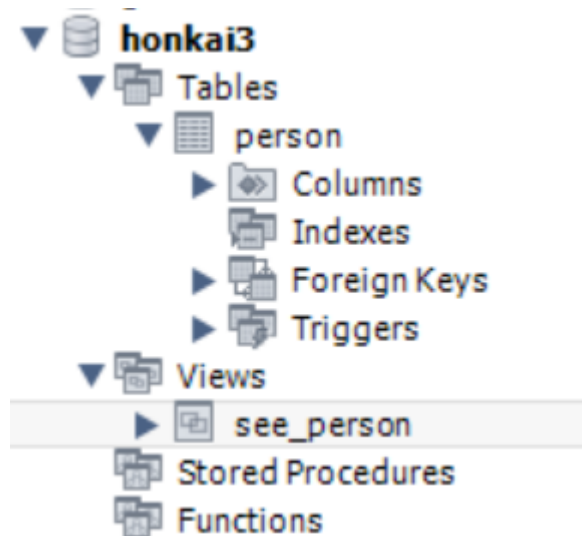 honkai3
Tables
person
Columns
Indexes
Foreign Keys
Triggers
Views
see_person
Stored Procedures
Functions